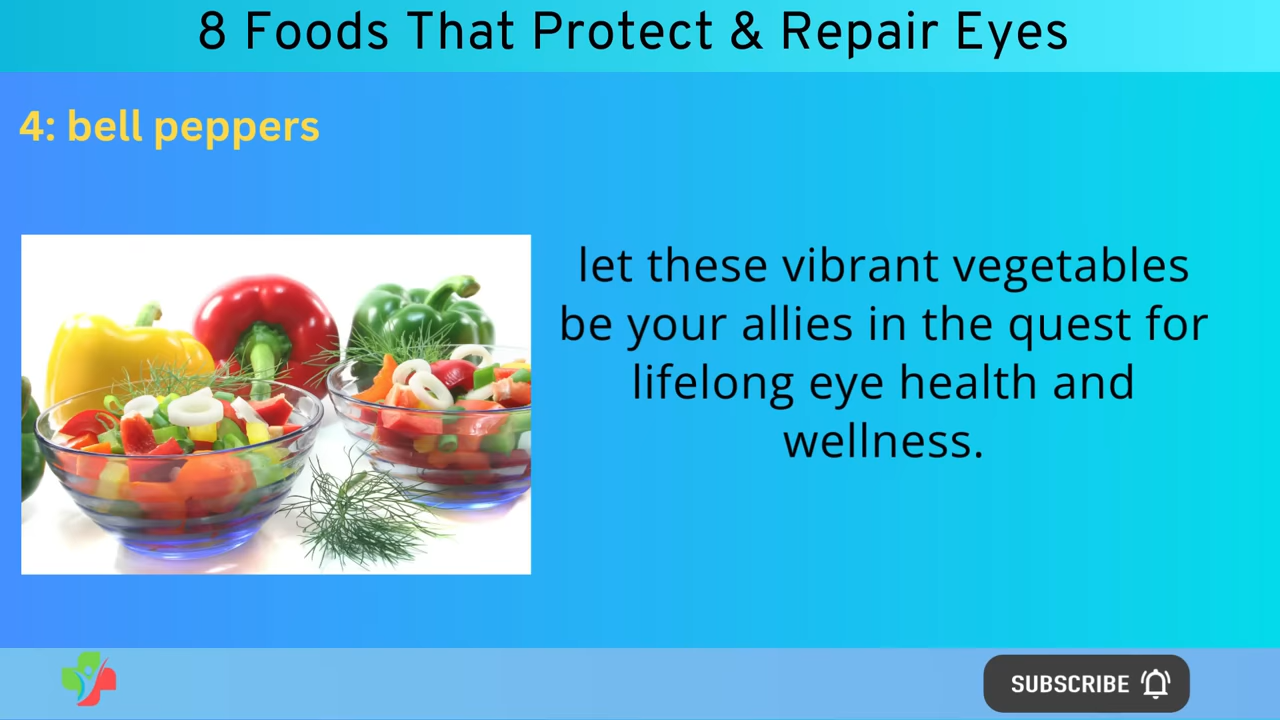 8 Foods That Protect & Repair Eyes
4: bell peppers
let these vibrant vegetables
be your allies in the quest for
lifelong eye health and
wellness.
SUBSCRIBE